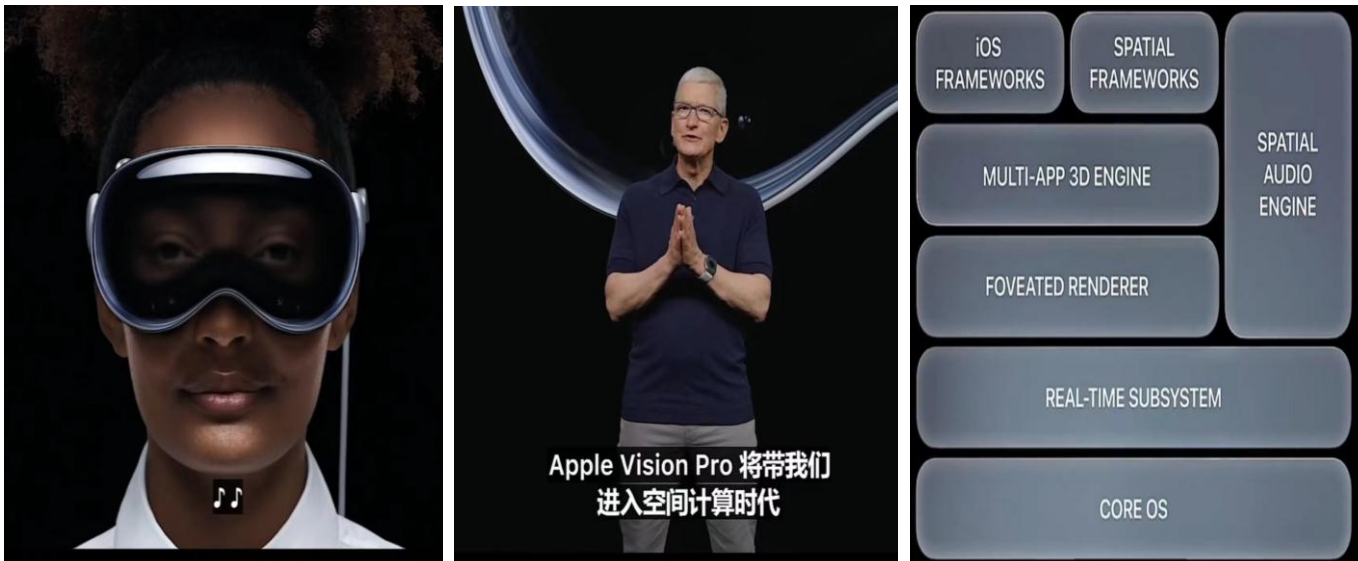 ♪♪
Apple Vision Pro 将带我们
进入空间计算时代
iOS
FRAMEWORKS
SPATIAL
FRAMEWORKS
SPATIAL
AUDIO
ENGINE
MULTI-APP 3D ENGINE
FOVEATED RENDERER
REAL-TIME SUBSYSTEM
CORE OS